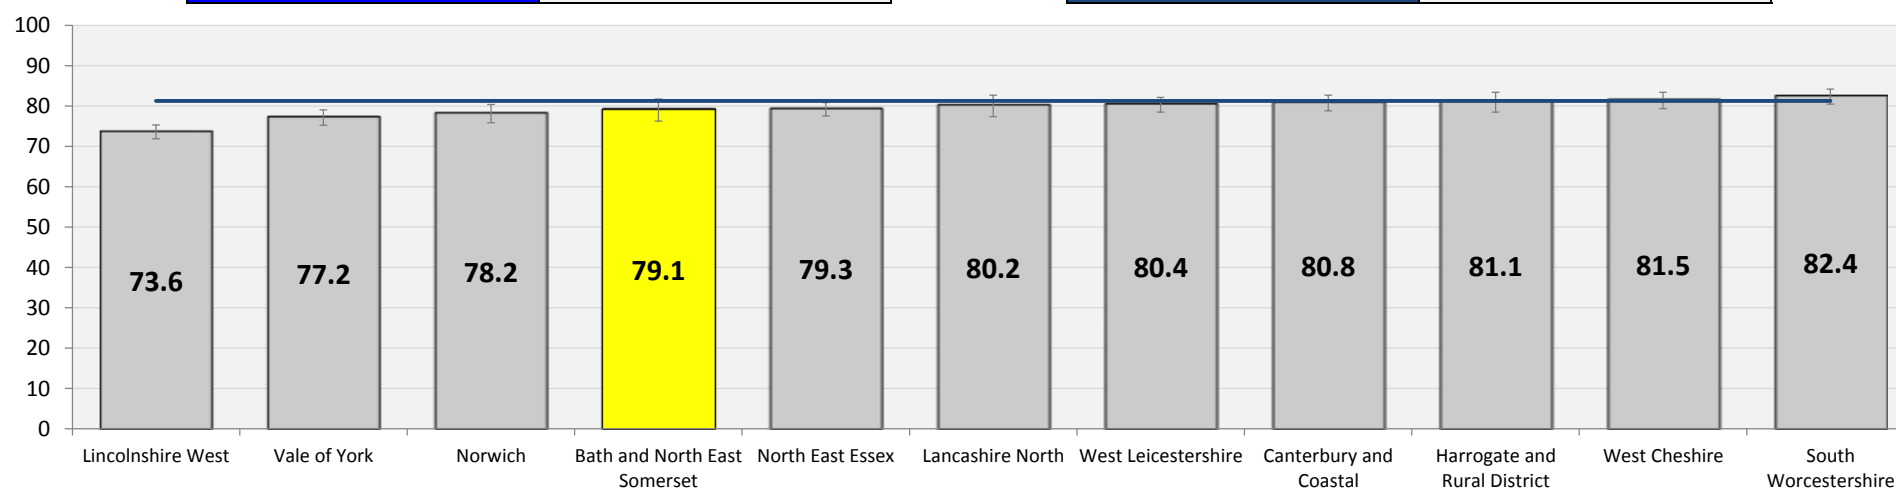 100
90
80
70
60
50
40
30
20
10
0
73.6
77.2
78.2
79.1
79.3
80.2
80.4
80.8
81.1
81.5
82.4
Lincolnshire West
Vale of York
Norwich
Bath and North East
Somerset
North East Essex
Lancashire North
West Leicestershire
Canterbury and
Coastal
Harrogate and
Rural District
West Cheshire
South
Worcestershire